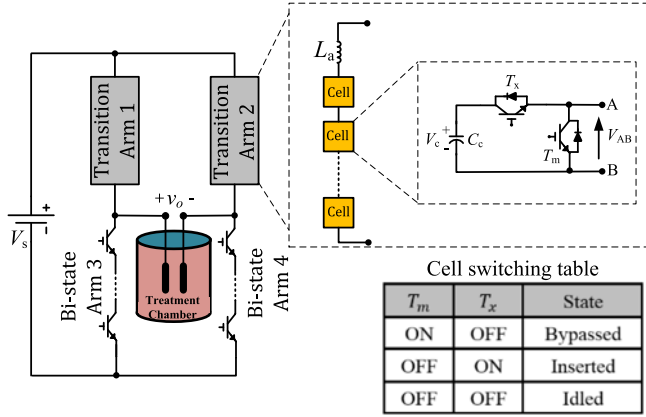 Transition
Arm 1
Transition
Arm 2
+ v_o -
+
V_s
-
Bi-state
Arm 3
Bi-state
Arm 4
Treatment
Chamber
L_a
Cell
Cell
Cell
T_x
A
V_c
+
-
C_c
T_m
V_AB
B
Cell switching table
T_m T_x State
ON OFF Bypassed
OFF ON Inserted
OFF OFF Idled